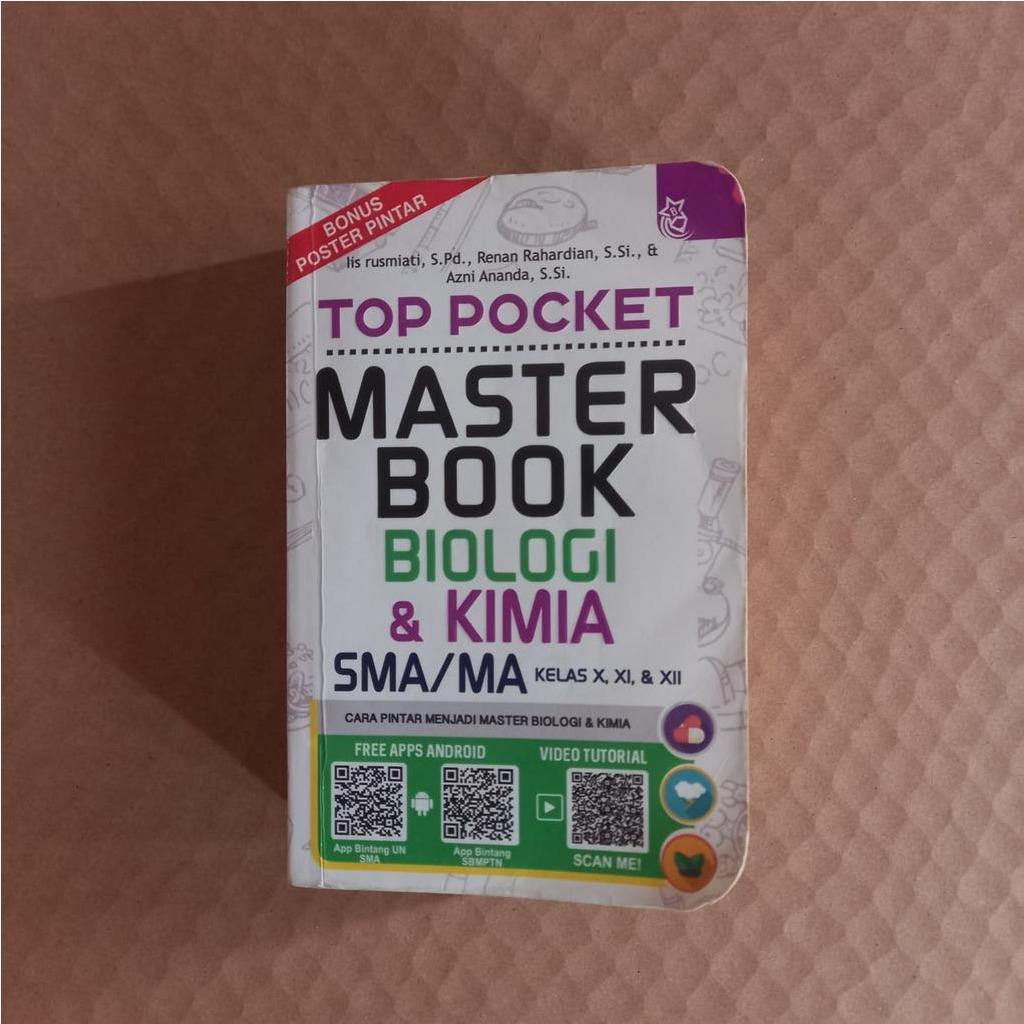 BONUS
POSTER PINTAR
Iis rusmiati, S.Pd., Renan Rahardian, S.Si., &
Azni Ananda, S.Si.
TOP POCKET
MASTER
BOOK
BIOLOGI
& KIMIA
SMA/MA KELAS X, XI, & XII
CARA PINTAR MENJADI MASTER BIOLOGI & KIMIA
FREE APPS ANDROID
VIDEO TUTORIAL
App Bintang UN
SMA
App Bintang
SBMPTN
SCAN ME!